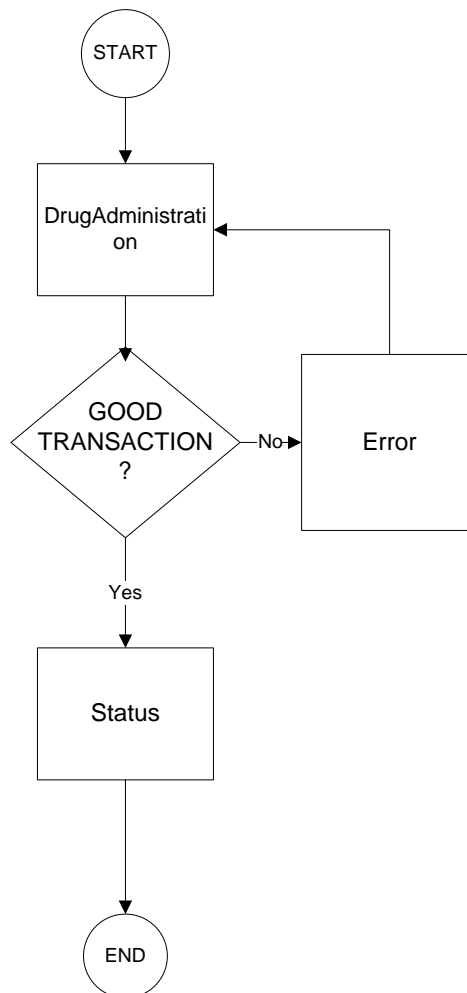 START
DrugAdministrati
on
GOOD
TRANSACTION
?
No
Error
Yes
Status
END